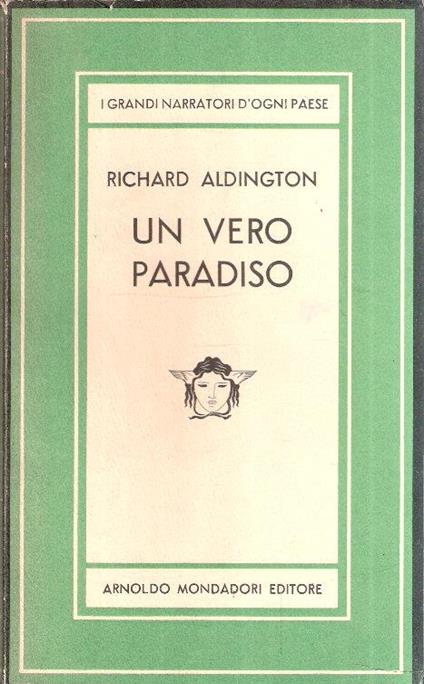 I GRANDI NARRATORI D'OGNI PAESE
RICHARD ALDINGTON
UN VERO
PARADISO
ARNOLDO MONDADORI EDITORE